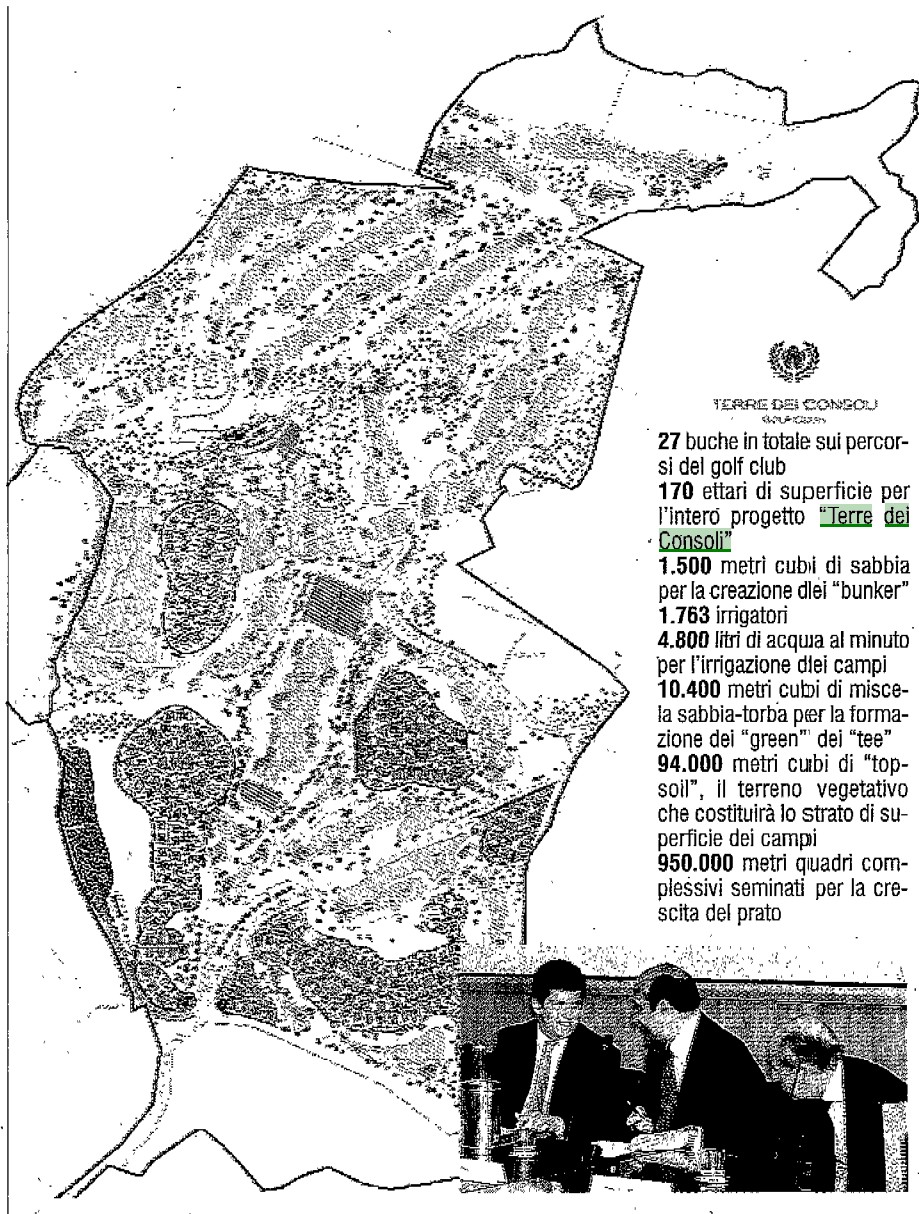 TERRE DEI CONSOLI
27 buche in totale sui percor-
si del golf club
170 ettari di superficie per
l'intero progetto "Terre dei
Consoli"
1.500 metri cubi di sabbia
per la creazione dlei "bunker"
1.763 irrigatori
4.800 litri di acqua al minuto
per l'irrigazione dlei campi
10.400 metri cubi di misce-
la sabbia-torba per la forma-
zione dei "green" dei "tee"
94.000 metri cubi di "top-
soil", il terreno vegetativo
che costituirà lo strato di su-
perficie dei campi
950.000 metri quadri com-
plessivi seminati per la cre-
scita del prato